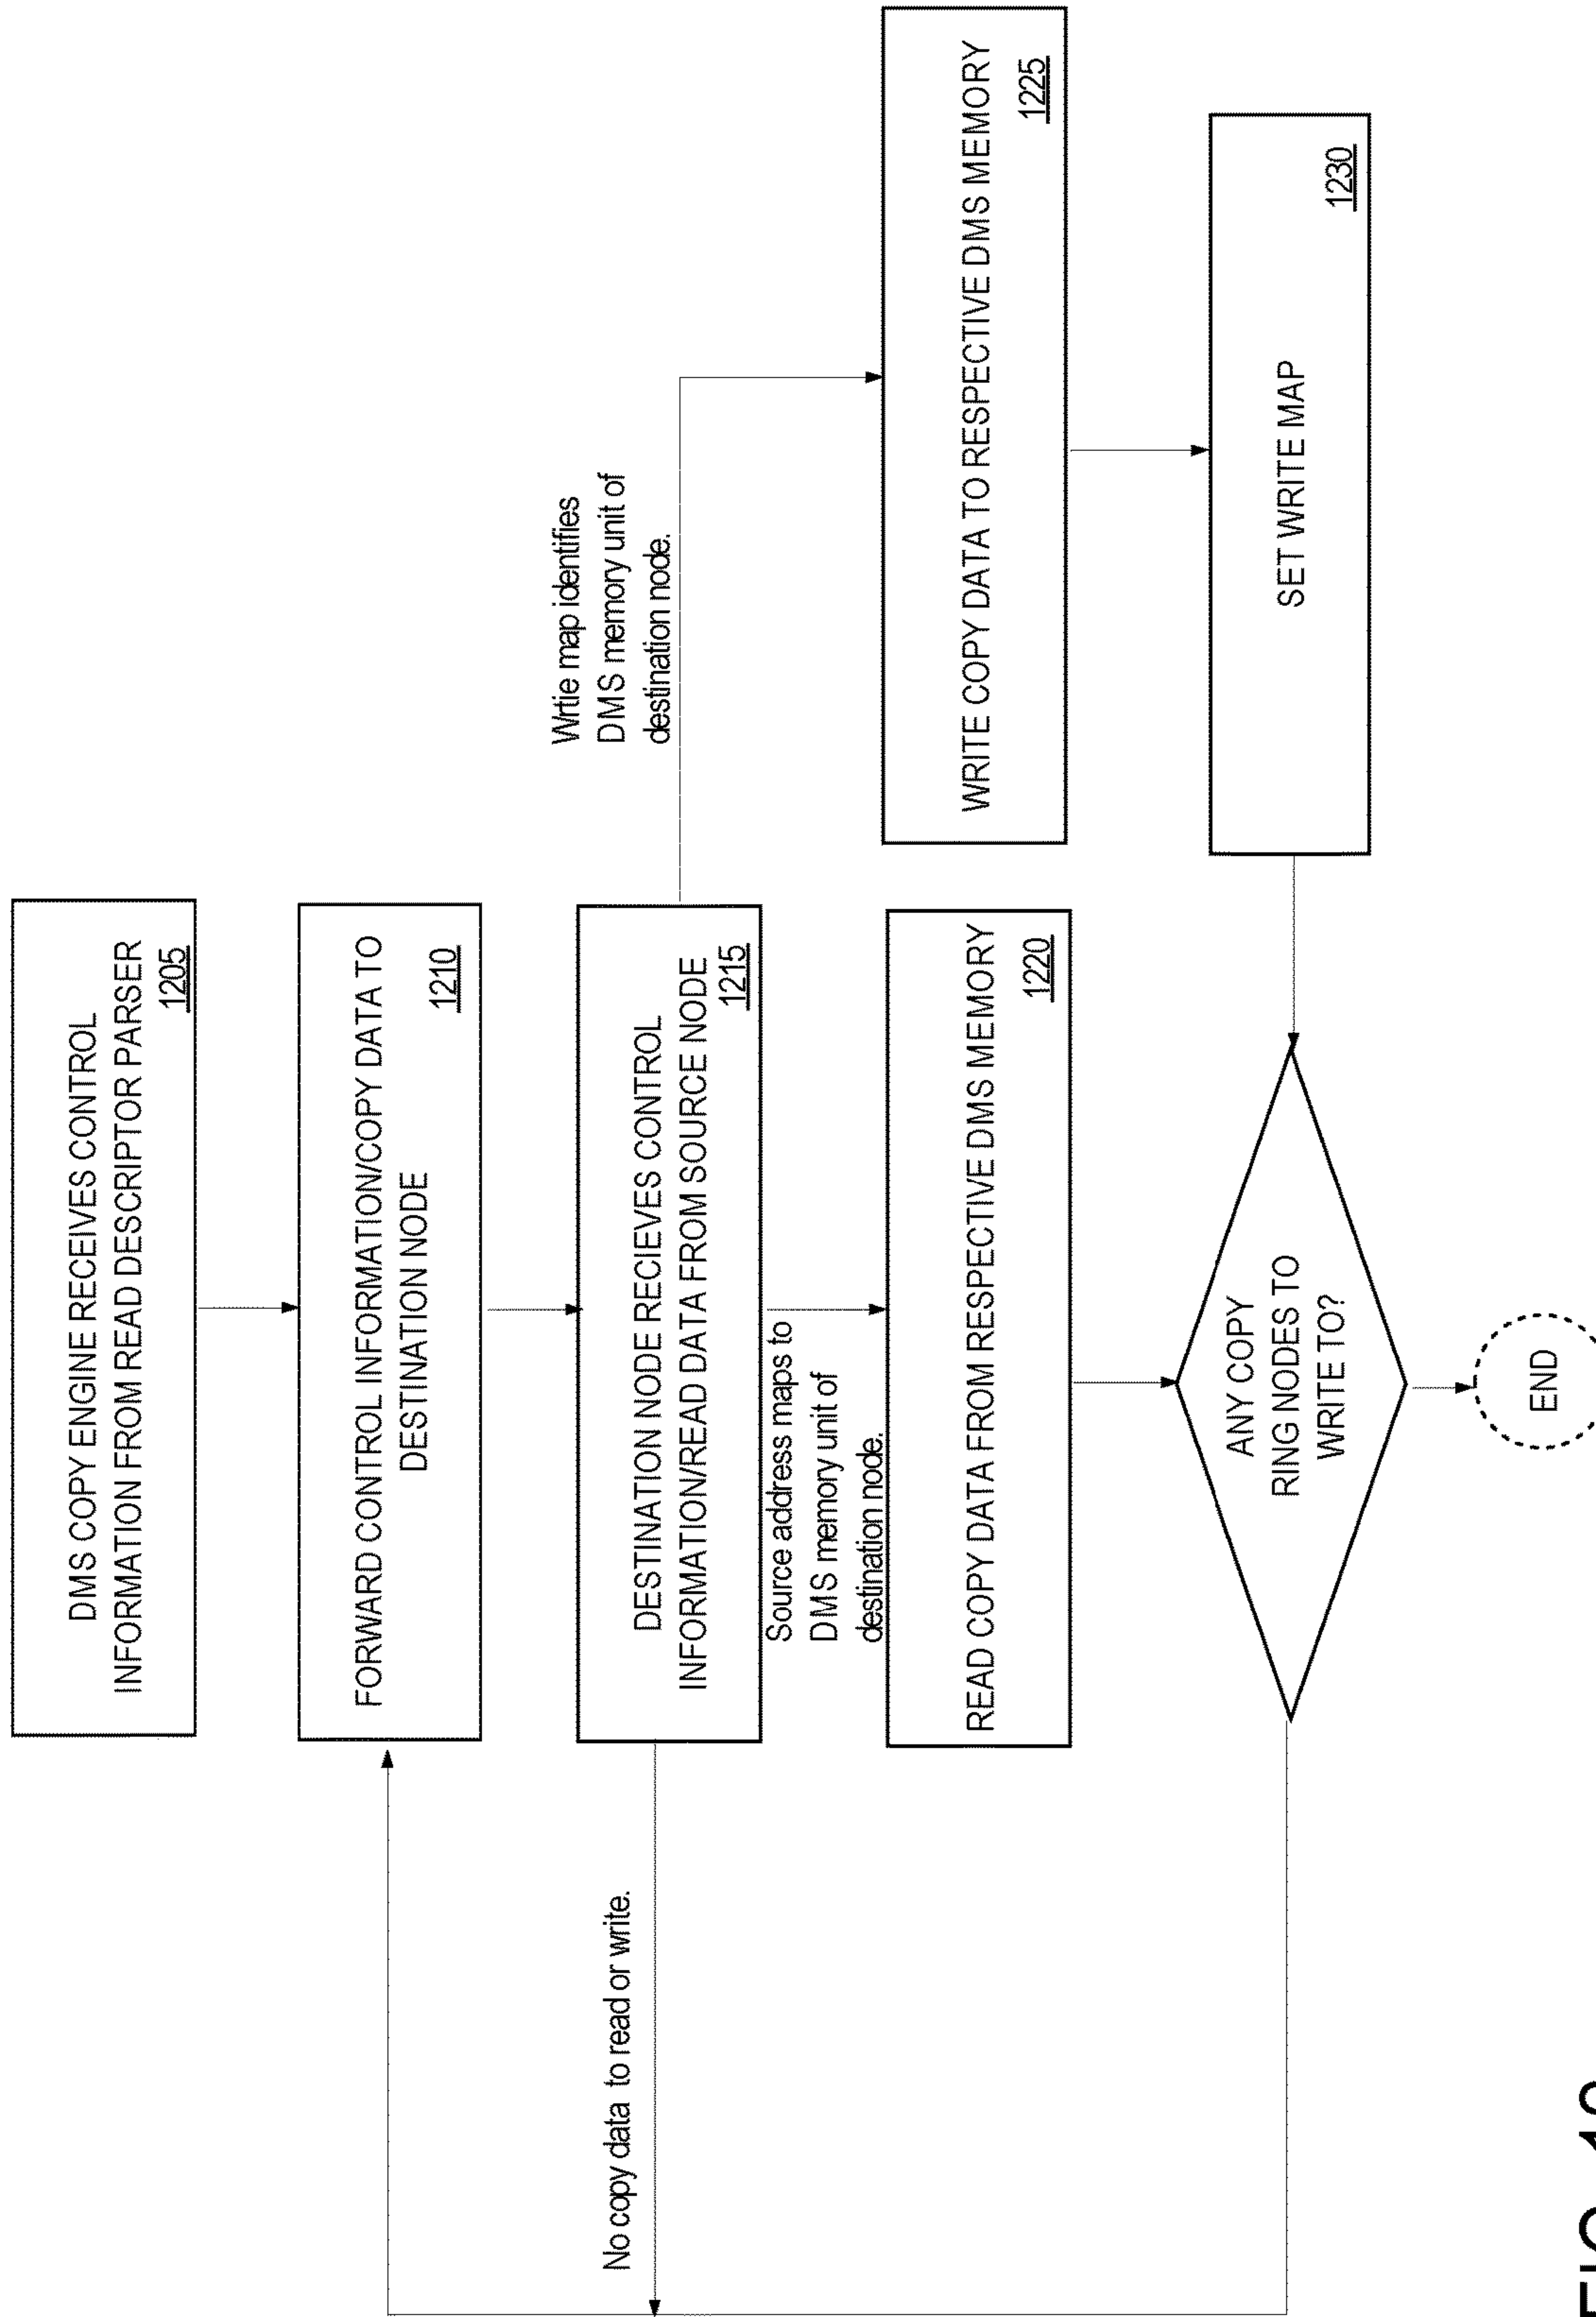 DMS COPY ENGINE RECEIVES CONTROL
INFORMATION FROM READ DESCRIPTOR PARSER
1205
FORWARD CONTROL INFORMATION/COPY DATA TO
DESTINATION NODE
1210
DESTINATION NODE RECIEVES CONTROL
INFORMATION/READ DATA FROM SOURCE NODE
1215
No copy data to read or write.
Wrtie map identifies
DMS memory unit of
destination node.
Source address maps to
DMS memory unit of
destination node.
READ COPY DATA FROM RESPECTIVE DMS MEMORY
1220
WRITE COPY DATA TO RESPECTIVE DMS MEMORY
1225
SET WRITE MAP
1230
ANY COPY
RING NODES TO
WRITE TO?
END
FIG. 12